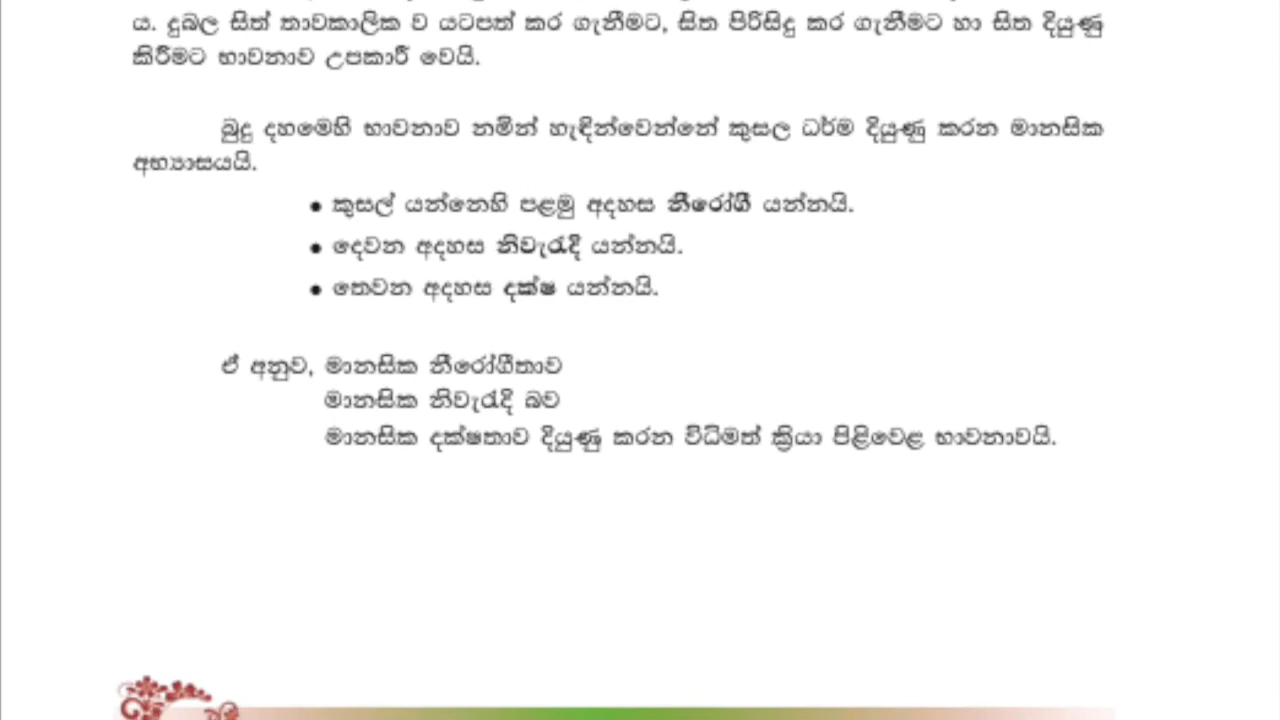 ය. දුබල සිත් තාවකාලික ව යටපත් කර ගැනීමට, සිත පිරිසිදු කර ගැනීමට හා සිත දියුණු
කිරීමට භාවනාව උපකාරී වෙයි.
බුදු දහමෙහි භාවනාව නමින් හැඳින්වෙන්නේ කුසල ධර්ම දියුණු කරන මානසික
අභ්‍යාසයයි.
• කුසල් යන්නෙහි පළමු අදහස නීරෝගී යන්නයි.
• දෙවන අදහස නිවැරැදි යන්නයි.
• තෙවන අදහස දක්ෂ යන්නයි.
ඒ අනුව, මානසික නීරෝගීතාව
මානසික නිවැරැදි බව
මානසික දක්ෂතාව දියුණු කරන විධිමත් ක්‍රියා පිළිවෙළ භාවනාවයි.